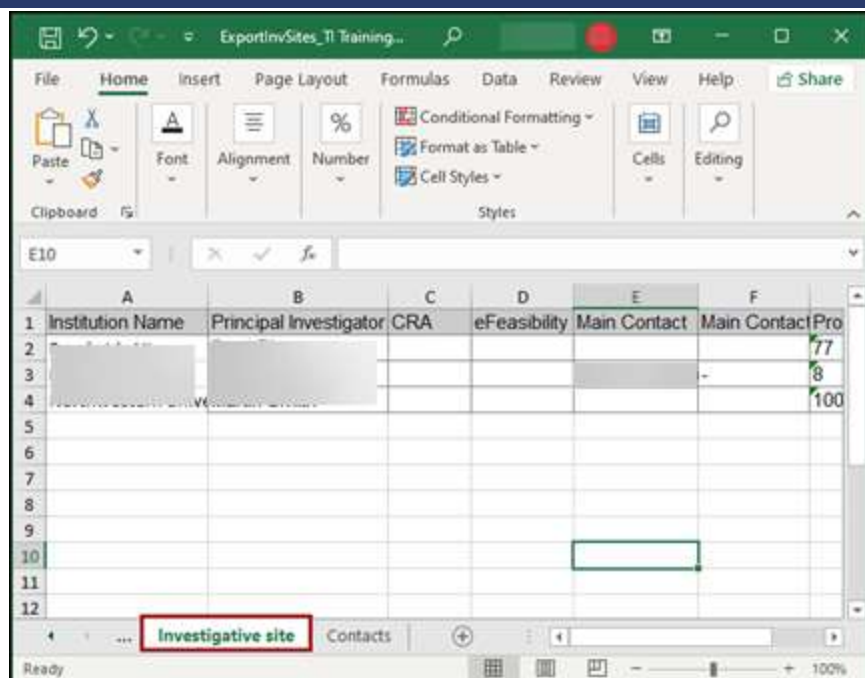 ExportInvSites_TI Training...
File Home Insert Page Layout Formulas Data Review View Help Share
Paste
Clipboard
Font
Alignment
%
Number
Conditional Formatting
Format as Table
Cell Styles
Styles
Cells
Editing
E10 fx
A B C D E F
1 Institution Name Principal Investigator CRA eFeasibility Main Contact Main Contact Pro
2 77
3 - 8
4 100
5
6
7
8
9
10
11
12
... Investigative site Contacts
Ready 100%